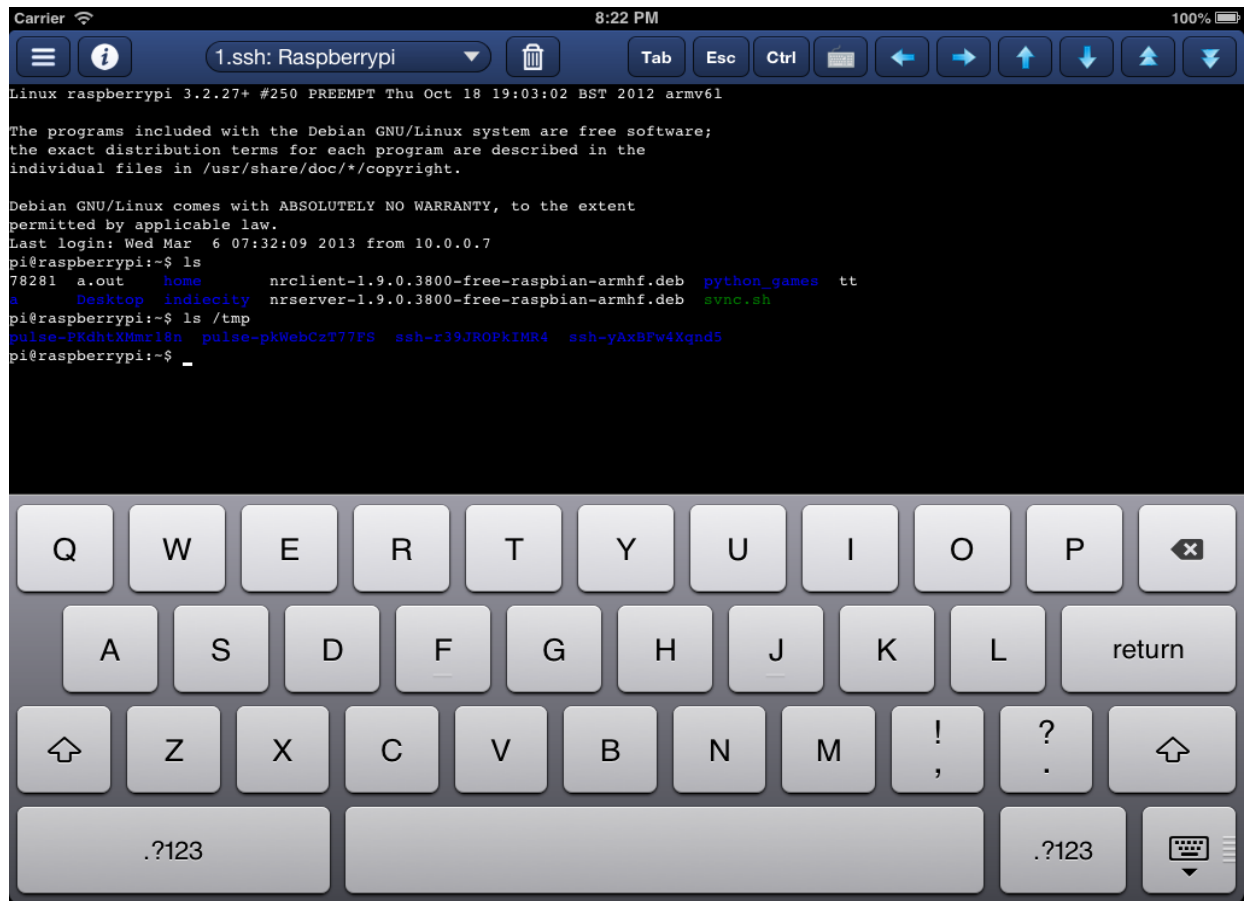 Carrier 8:22 PM 100%
1.ssh: Raspberrypi Tab Esc Ctrl
Linux raspberrypi 3.2.27+ #250 PREEMPT Thu Oct 18 19:03:02 BST 2012 armv6l
The programs included with the Debian GNU/Linux system are free software;
the exact distribution terms for each program are described in the
individual files in /usr/share/doc/*/copyright.
Debian GNU/Linux comes with ABSOLUTELY NO WARRANTY, to the extent
permitted by applicable law.
Last login: Wed Mar  6 07:32:09 2013 from 10.0.0.7
pi@raspberrypi:~$ ls
78281  a.out    home       nrclient-1.9.0.3800-free-raspbian-armhf.deb  python_games  tt
a      Desktop  indiecity  nrserver-1.9.0.3800-free-raspbian-armhf.deb  svnc.sh
pi@raspberrypi:~$ ls /tmp
pulse-PKdhtXMmr18n  pulse-pkWebCzT77FS  ssh-r39JROPkIMR4  ssh-yAxBFw4Xqnd5
pi@raspberrypi:~$ _
Q W E R T Y U I O P
A S D F G H J K L return
Z X C V B N M ! , ? .
.?123 .?123